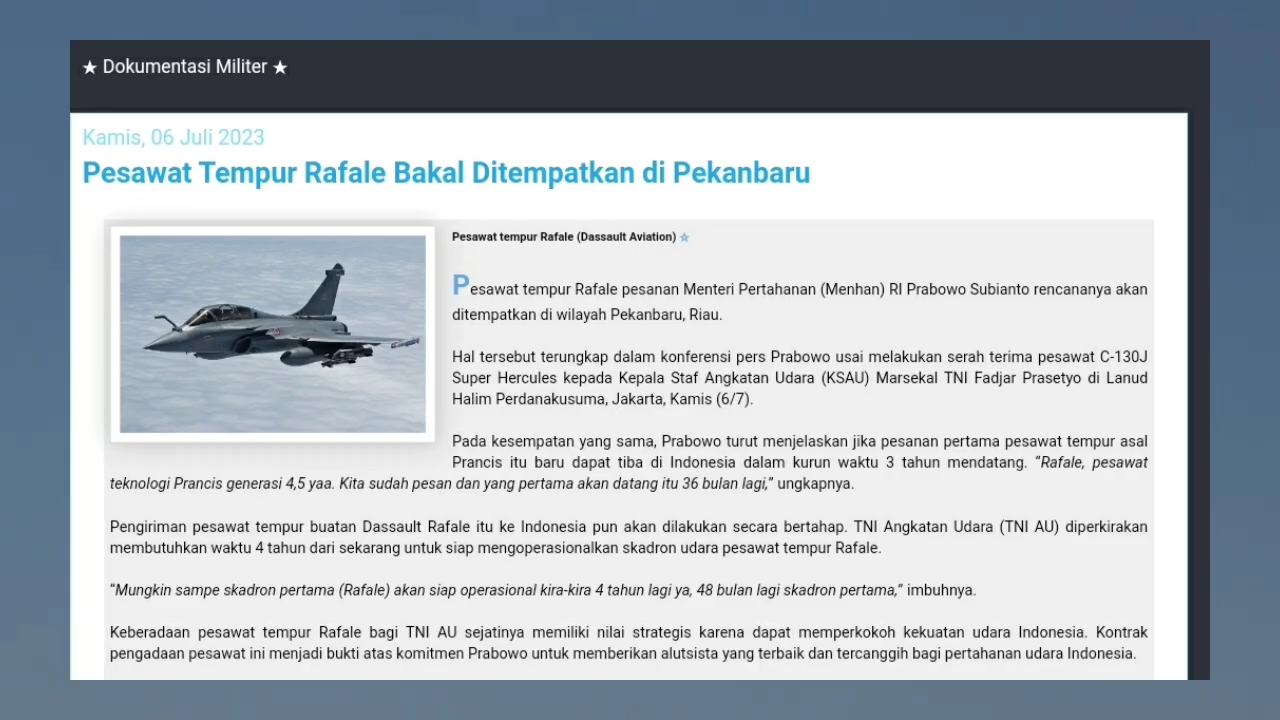 ★ Dokumentasi Militer ★
Kamis, 06 Juli 2023
Pesawat Tempur Rafale Bakal Ditempatkan di Pekanbaru
Pesawat tempur Rafale (Dassault Aviation) ☆
Pesawat tempur Rafale pesanan Menteri Pertahanan (Menhan) RI Prabowo Subianto rencananya akan
ditempatkan di wilayah Pekanbaru, Riau.
Hal tersebut terungkap dalam konferensi pers Prabowo usai melakukan serah terima pesawat C-130J
Super Hercules kepada Kepala Staf Angkatan Udara (KSAU) Marsekal TNI Fadjar Prasetyo di Lanud
Halim Perdanakusuma, Jakarta, Kamis (6/7).
Pada kesempatan yang sama, Prabowo turut menjelaskan jika pesanan pertama pesawat tempur asal
Prancis itu baru dapat tiba di Indonesia dalam kurun waktu 3 tahun mendatang. “Rafale, pesawat
teknologi Prancis generasi 4,5 yaa. Kita sudah pesan dan yang pertama akan datang itu 36 bulan lagi,” ungkapnya.
Pengiriman pesawat tempur buatan Dassault Rafale itu ke Indonesia pun akan dilakukan secara bertahap. TNI Angkatan Udara (TNI AU) diperkirakan
membutuhkan waktu 4 tahun dari sekarang untuk siap mengoperasionalkan skadron udara pesawat tempur Rafale.
“Mungkin sampe skadron pertama (Rafale) akan siap operasional kira-kira 4 tahun lagi ya, 48 bulan lagi skadron pertama,” imbuhnya.
Keberadaan pesawat tempur Rafale bagi TNI AU sejatinya memiliki nilai strategis karena dapat memperkokoh kekuatan udara Indonesia. Kontrak
pengadaan pesawat ini menjadi bukti atas komitmen Prabowo untuk memberikan alutsista yang terbaik dan tercanggih bagi pertahanan udara Indonesia.